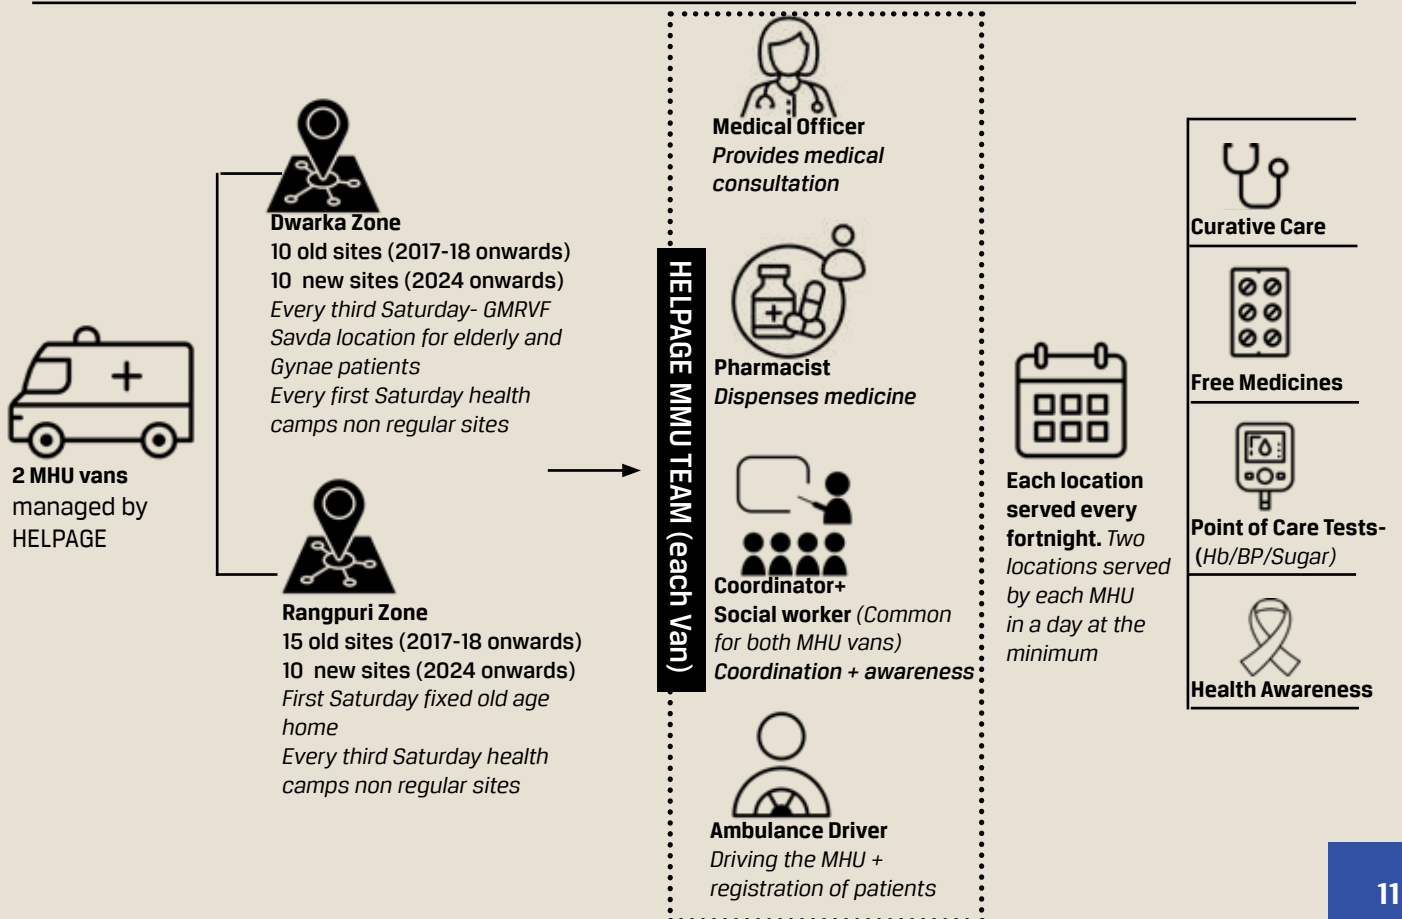 2 MHU vans
managed by
HELPAGE
Dwarka Zone
10 old sites (2017-18 onwards)
10 new sites (2024 onwards)
Every third Saturday- GMRVF
Savda location for elderly and
Gynae patients
Every first Saturday health
camps non regular sites
Rangpuri Zone
15 old sites (2017-18 onwards)
10 new sites (2024 onwards)
First Saturday fixed old age
home
Every third Saturday health
camps non regular sites
HELPAGE MMU TEAM (each Van)
Medical Officer
Provides medical
consultation
Pharmacist
Dispenses medicine
Coordinator+
Social worker (Common
for both MHU vans)
Coordination + awareness
Ambulance Driver
Driving the MHU +
registration of patients
Each location
served every
fortnight. Two
locations served
by each MHU
in a day at the
minimum
Curative Care
Free Medicines
Point of Care Tests-
(Hb/BP/Sugar)
Health Awareness
11